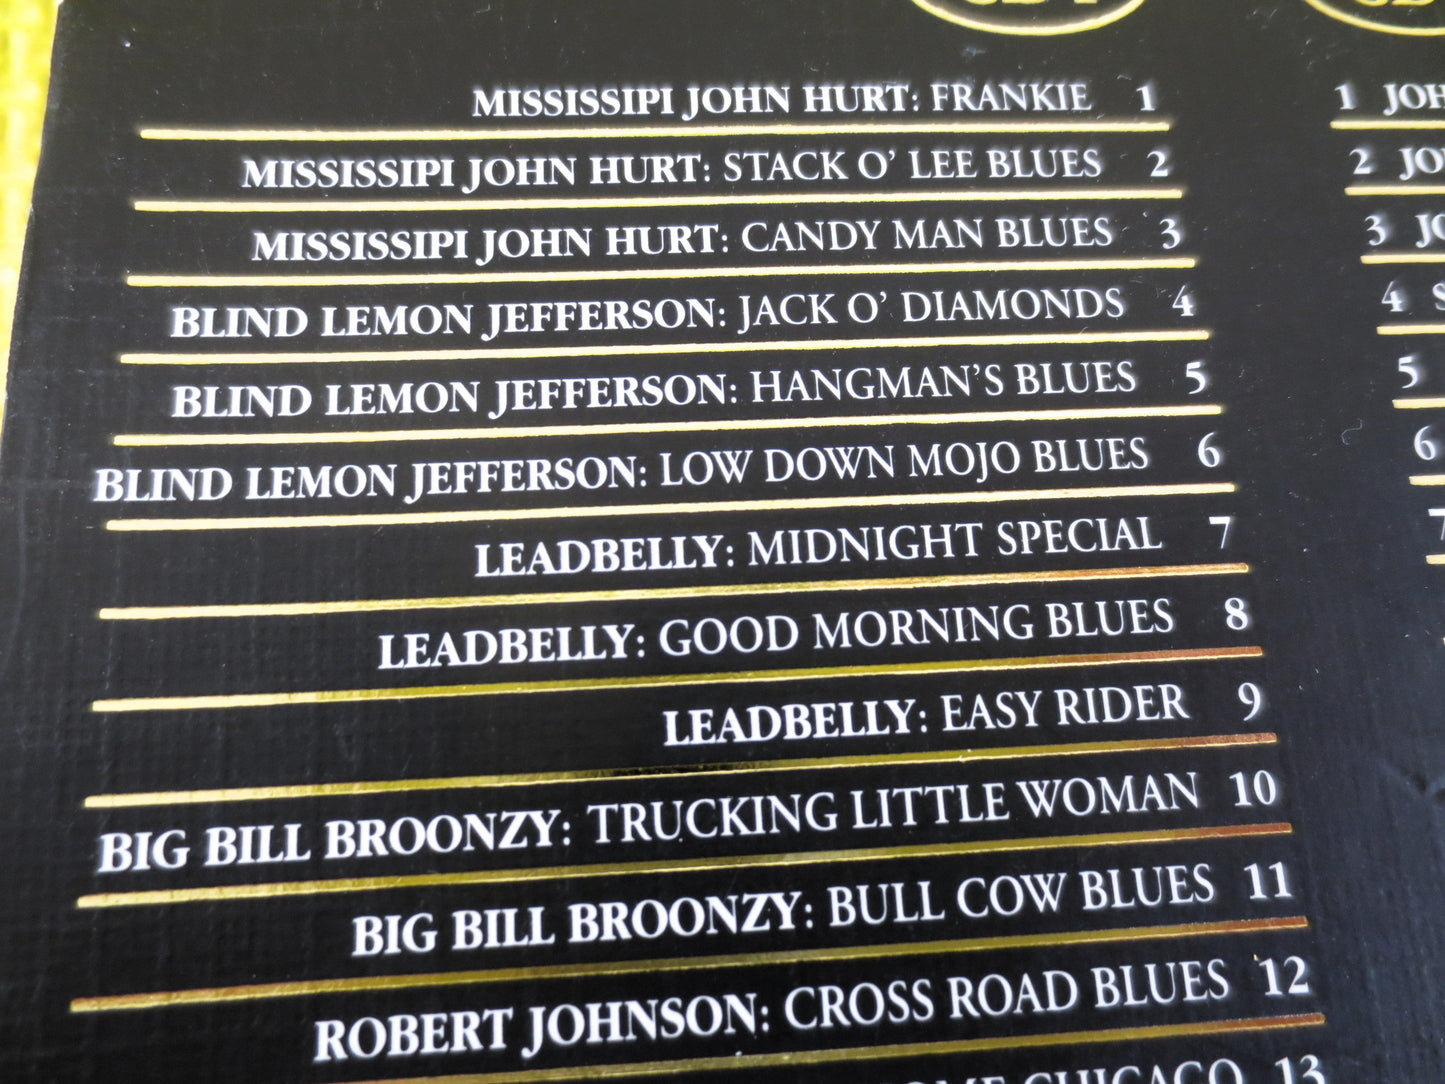 MISSISSIPI JOHN HURT: FRANKIE 1
MISSISSIPI JOHN HURT: STACK O' LEE BLUES 2
MISSISSIPI JOHN HURT: CANDY MAN BLUES 3
BLIND LEMON JEFFERSON: JACK O' DIAMONDS 4
BLIND LEMON JEFFERSON: HANGMAN'S BLUES 5
BLIND LEMON JEFFERSON: LOW DOWN MOJO BLUES 6
LEADBELLY: MIDNIGHT SPECIAL 7
LEADBELLY: GOOD MORNING BLUES 8
LEADBELLY: EASY RIDER 9
BIG BILL BROONZY: TRUCKING LITTLE WOMAN 10
BIG BILL BROONZY: BULL COW BLUES 11
ROBERT JOHNSON: CROSS ROAD BLUES 12
CHICAGO 13
1
2
3
4
5
6
7